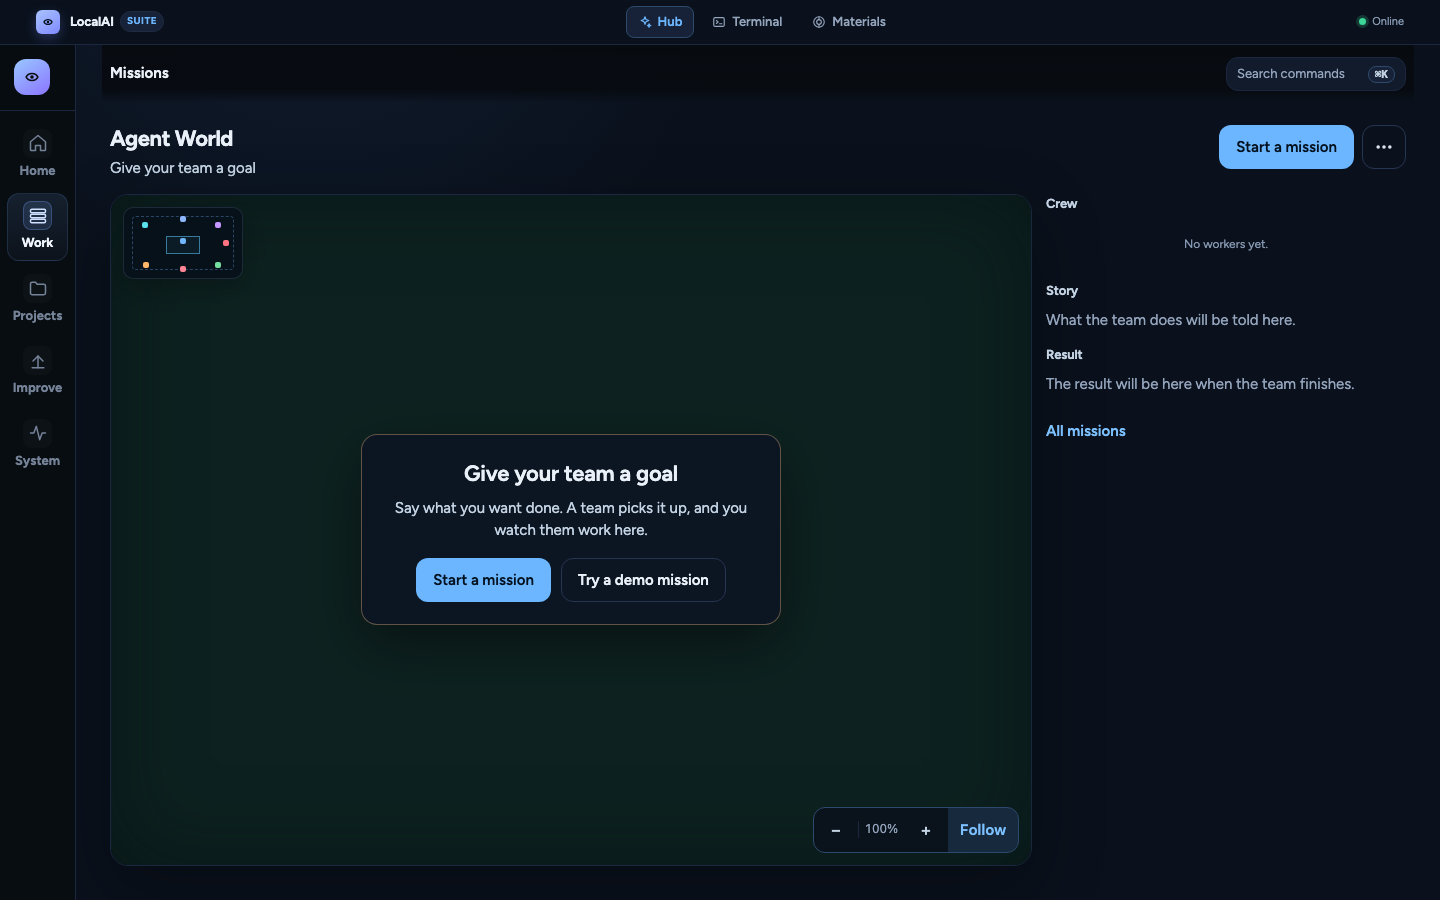 LocalAI SUITE
Hub
Terminal
Materials
Online
Missions
Search commands ⌘K
Agent World
Give your team a goal
Start a mission
Home
Work
Projects
Improve
System
Give your team a goal
Say what you want done. A team picks it up, and you
watch them work here.
Start a mission
Try a demo mission
− 100% + Follow
Crew
No workers yet.
Story
What the team does will be told here.
Result
The result will be here when the team finishes.
All missions